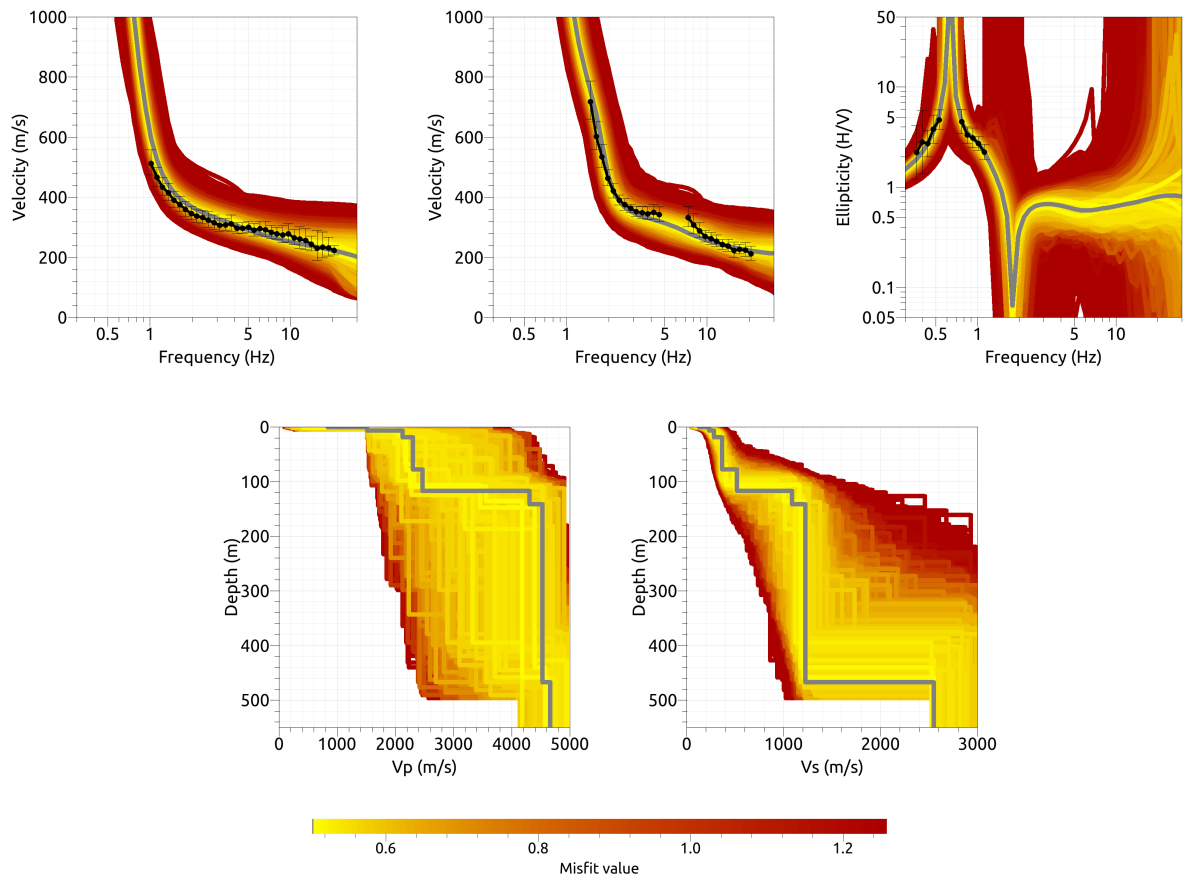 1000
800
600
400
200
0
Velocity (m/s)
0.5 1 5 10
Frequency (Hz)
1000
800
600
400
200
0
Velocity (m/s)
0.5 1 5 10
Frequency (Hz)
50
10
5
1
0.5
0.1
0.05
Ellipticity (H/V)
0.5 1 5 10
Frequency (Hz)
0
100
200
300
400
500
Depth (m)
0 1000 2000 3000 4000 5000
Vp (m/s)
0
100
200
300
400
500
Depth (m)
0 1000 2000 3000
Vs (m/s)
0.6 0.8 1.0 1.2
Misfit value